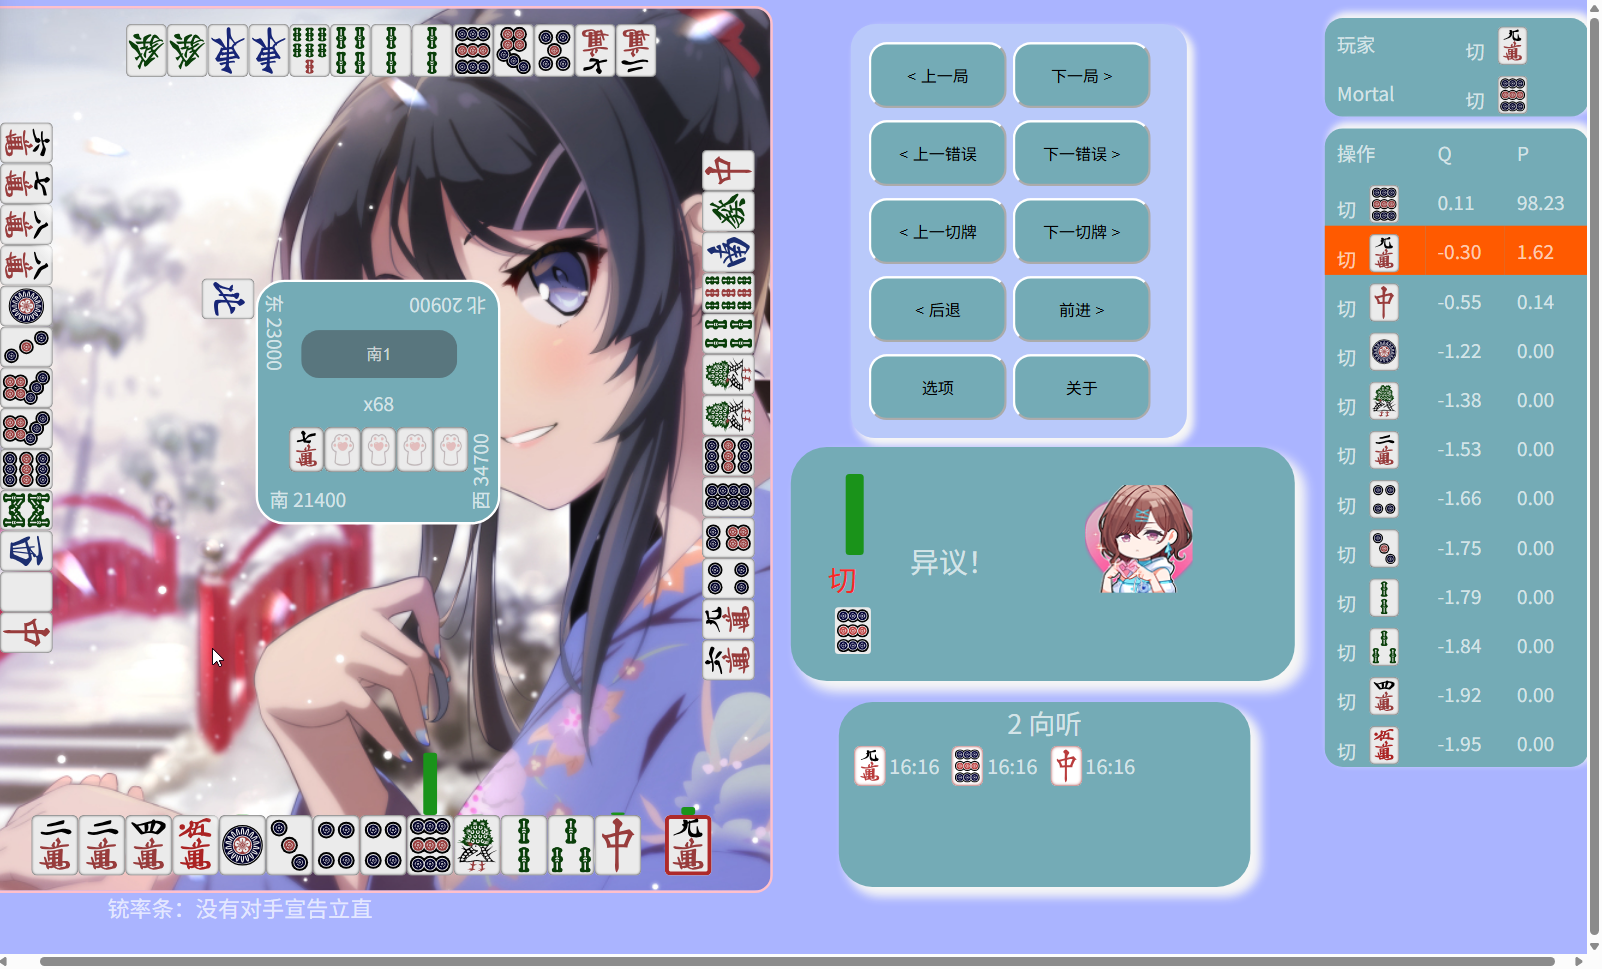 < 上一局
下一局 >
< 上一错误
下一错误 >
< 上一切牌
下一切牌 >
< 后退
前进 >
选项
关于
东 23000
北 20900
南1
x68
南 21400
西 34700
玩家 切
Mortal 切
操作 Q P
切 0.11 98.23
切 -0.30 1.62
切 -0.55 0.14
切 -1.22 0.00
切 -1.38 0.00
切 -1.53 0.00
切 -1.66 0.00
切 -1.75 0.00
切 -1.79 0.00
切 -1.84 0.00
切 -1.92 0.00
切 -1.95 0.00
切
异议！
2 向听
16:16 16:16 中 16:16
铳率条：没有对手宣告立直